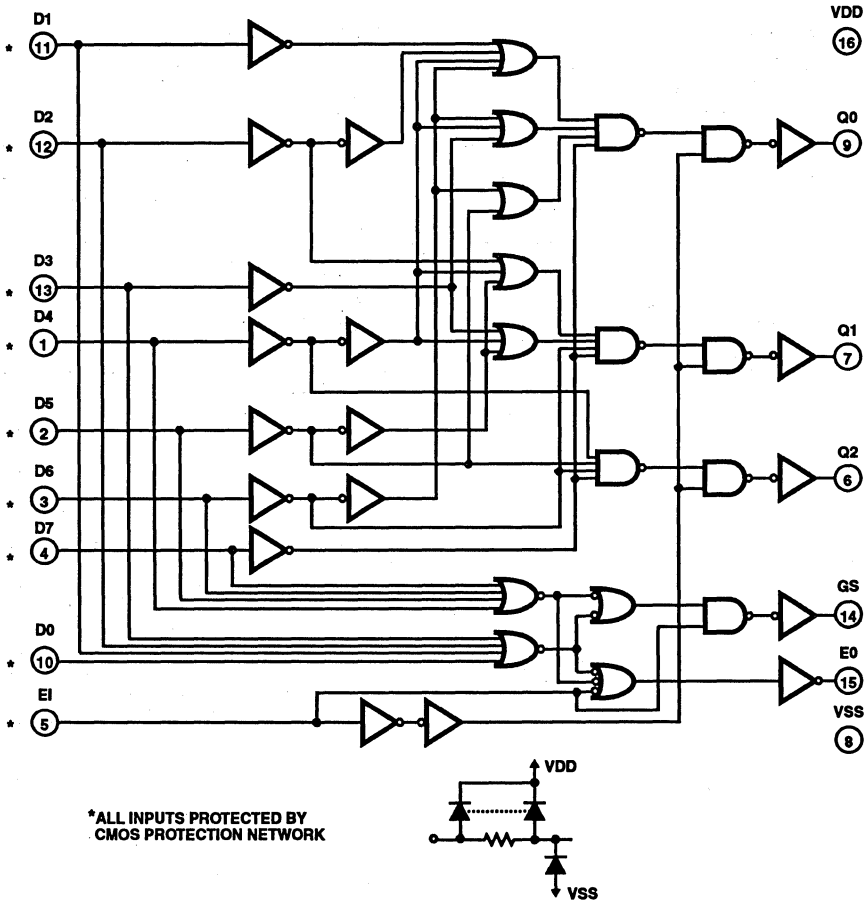 D1
* 11
VDD
16
D2
* 12
Q0
9
D3
* 13
D4
* 1
Q1
7
D5
* 2
Q2
6
D6
* 3
D7
* 4
GS
14
D0
* 10
E0
15
EI
* 5
VSS
8
VDD
*ALL INPUTS PROTECTED BY
CMOS PROTECTION NETWORK
VSS